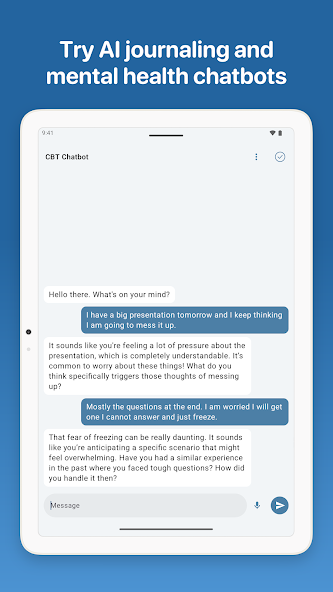 Try AI journaling and
mental health chatbots
9:41
CBT Chatbot
Hello there. What's on your mind?
I have a big presentation tomorrow and I keep thinking
I am going to mess it up.
It sounds like you're feeling a lot of pressure about the
presentation, which is completely understandable. It's
common to worry about these things! What do you
think specifically triggers those thoughts of messing
up?
Mostly the questions at the end. I am worried I will get
one I cannot answer and just freeze.
That fear of freezing can be really daunting. It sounds
like you're anticipating a specific scenario that might
feel overwhelming. Have you had a similar experience
in the past where you faced tough questions? How did
you handle it then?
Message